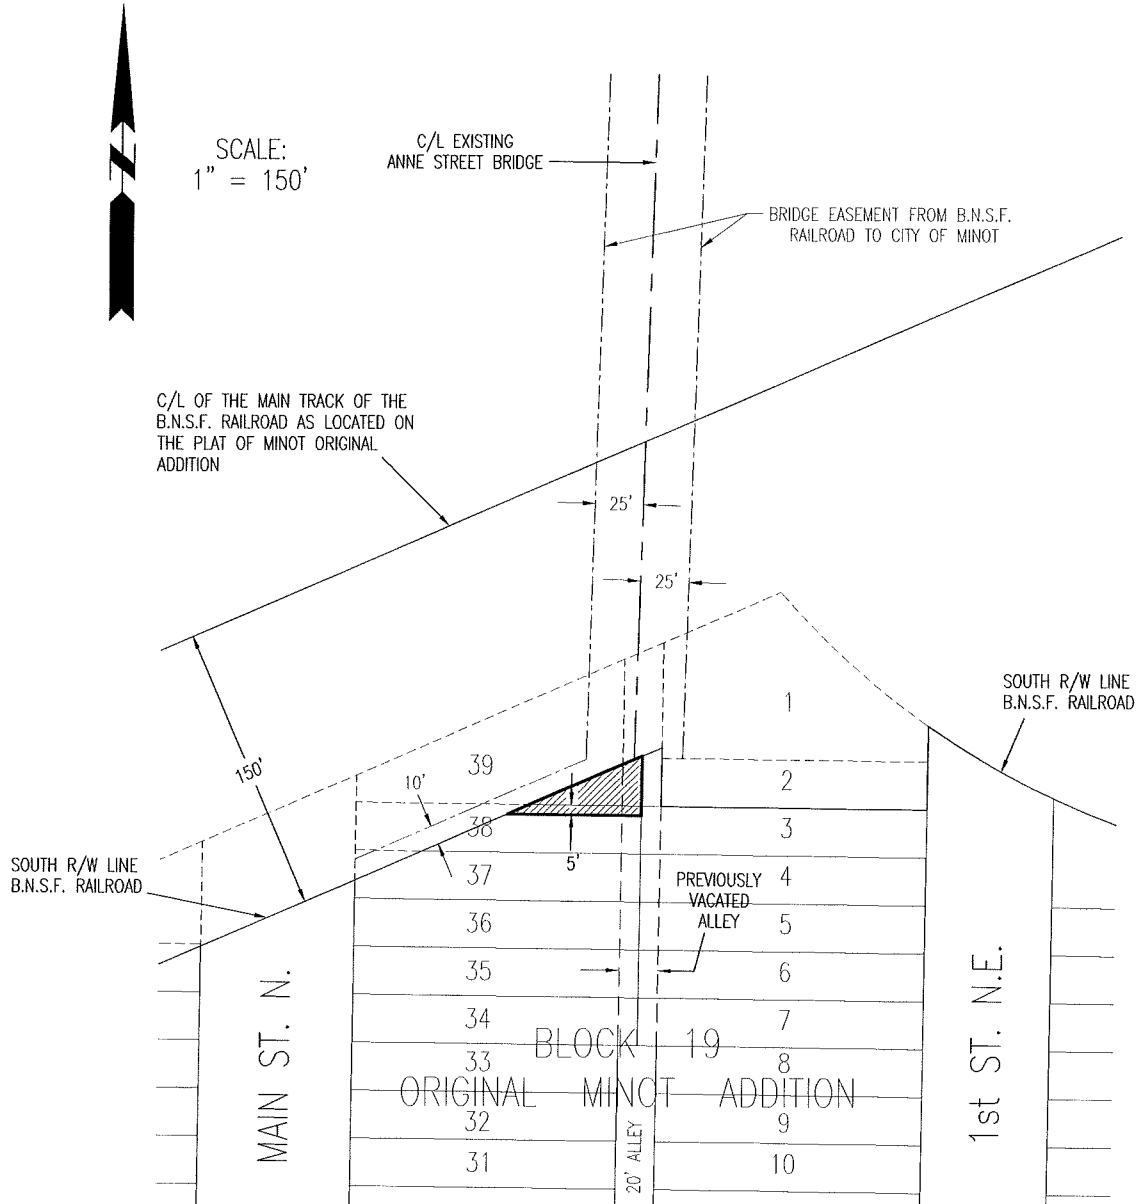 N
SCALE:
1" = 150'
C/L EXISTING
ANNE STREET BRIDGE
BRIDGE EASEMENT FROM B.N.S.F.
RAILROAD TO CITY OF MINOT
C/L OF THE MAIN TRACK OF THE
B.N.S.F. RAILROAD AS LOCATED ON
THE PLAT OF MINOT ORIGINAL
ADDITION
25'
25'
SOUTH R/W LINE
B.N.S.F. RAILROAD
1
150'
39
10'
2
38
3
5'
SOUTH R/W LINE
B.N.S.F. RAILROAD
37
PREVIOUSLY
VACATED
ALLEY
4
36
5
35
6
34
7
BLOCK 19
33
8
ORIGINAL MINOT ADDITION
32
9
31
10
MAIN ST. N.
20' ALLEY
1st ST. N.E.